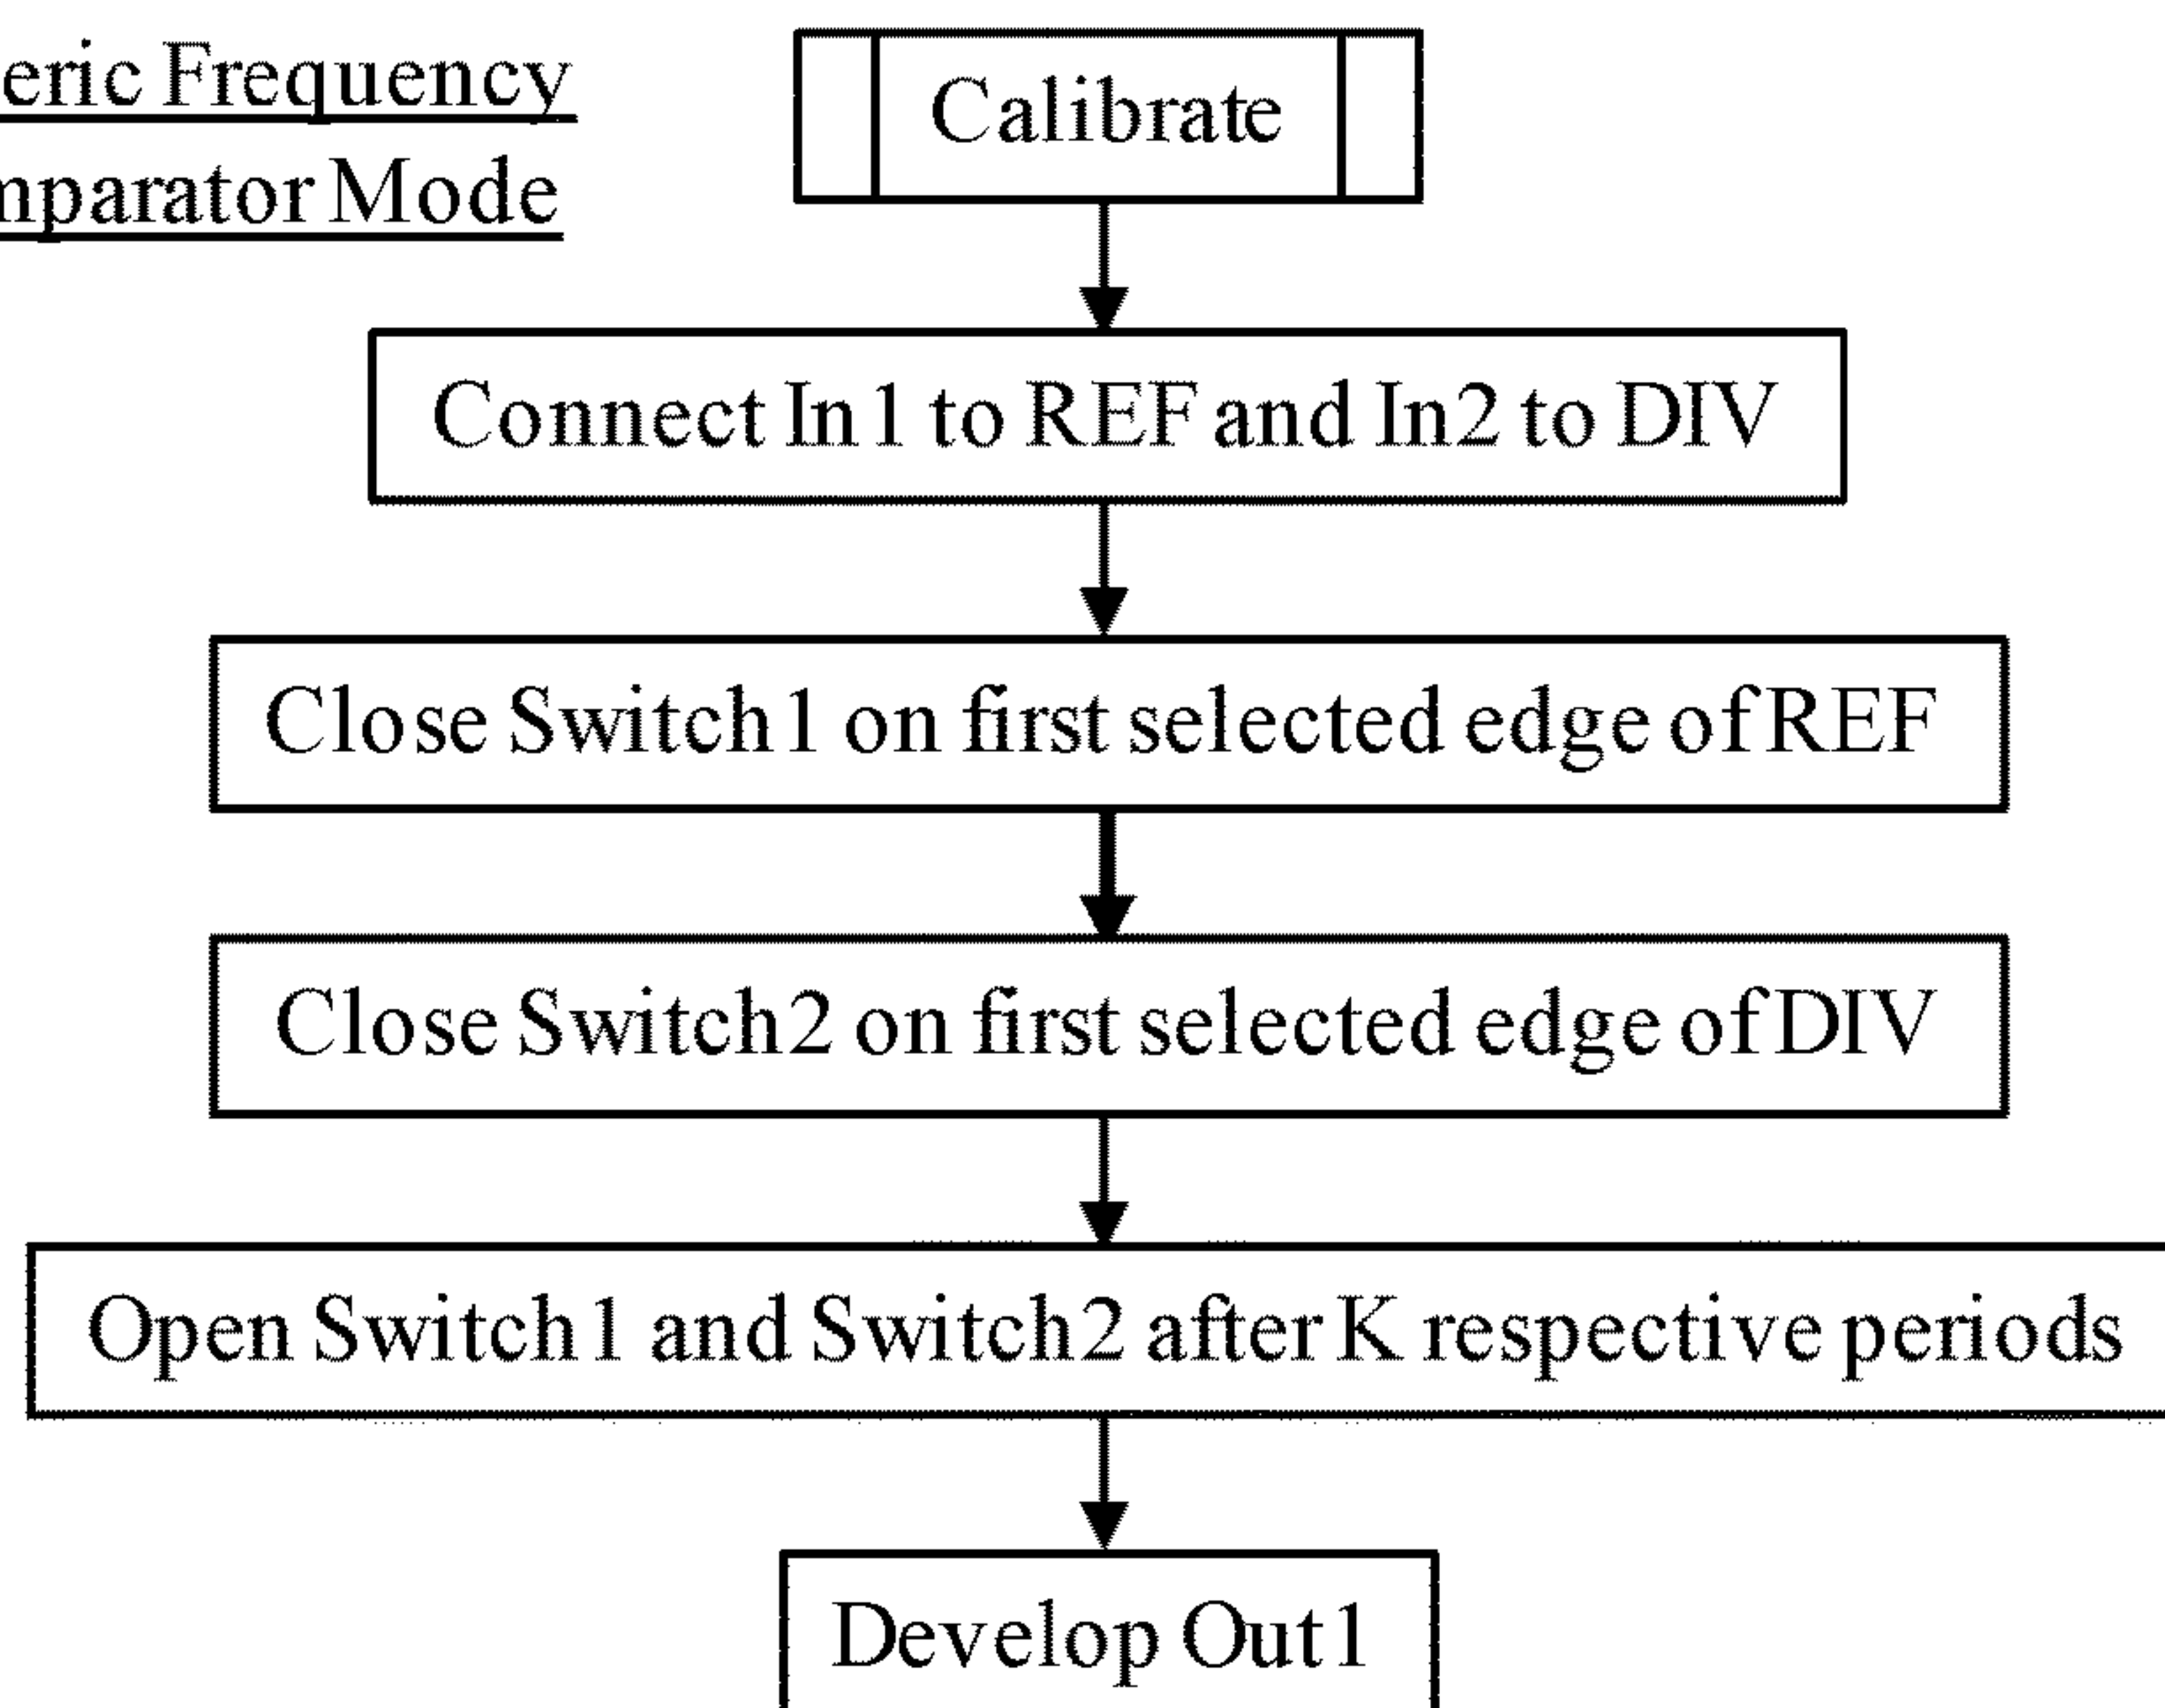 eric Frequency
mparator Mode
Calibrate
Connect In1 to REF and In2 to DIV
Close Switch1 on first selected edge of REF
Close Switch2 on first selected edge of DIV
Open Switch1 and Switch2 after K respective periods
Develop Out1